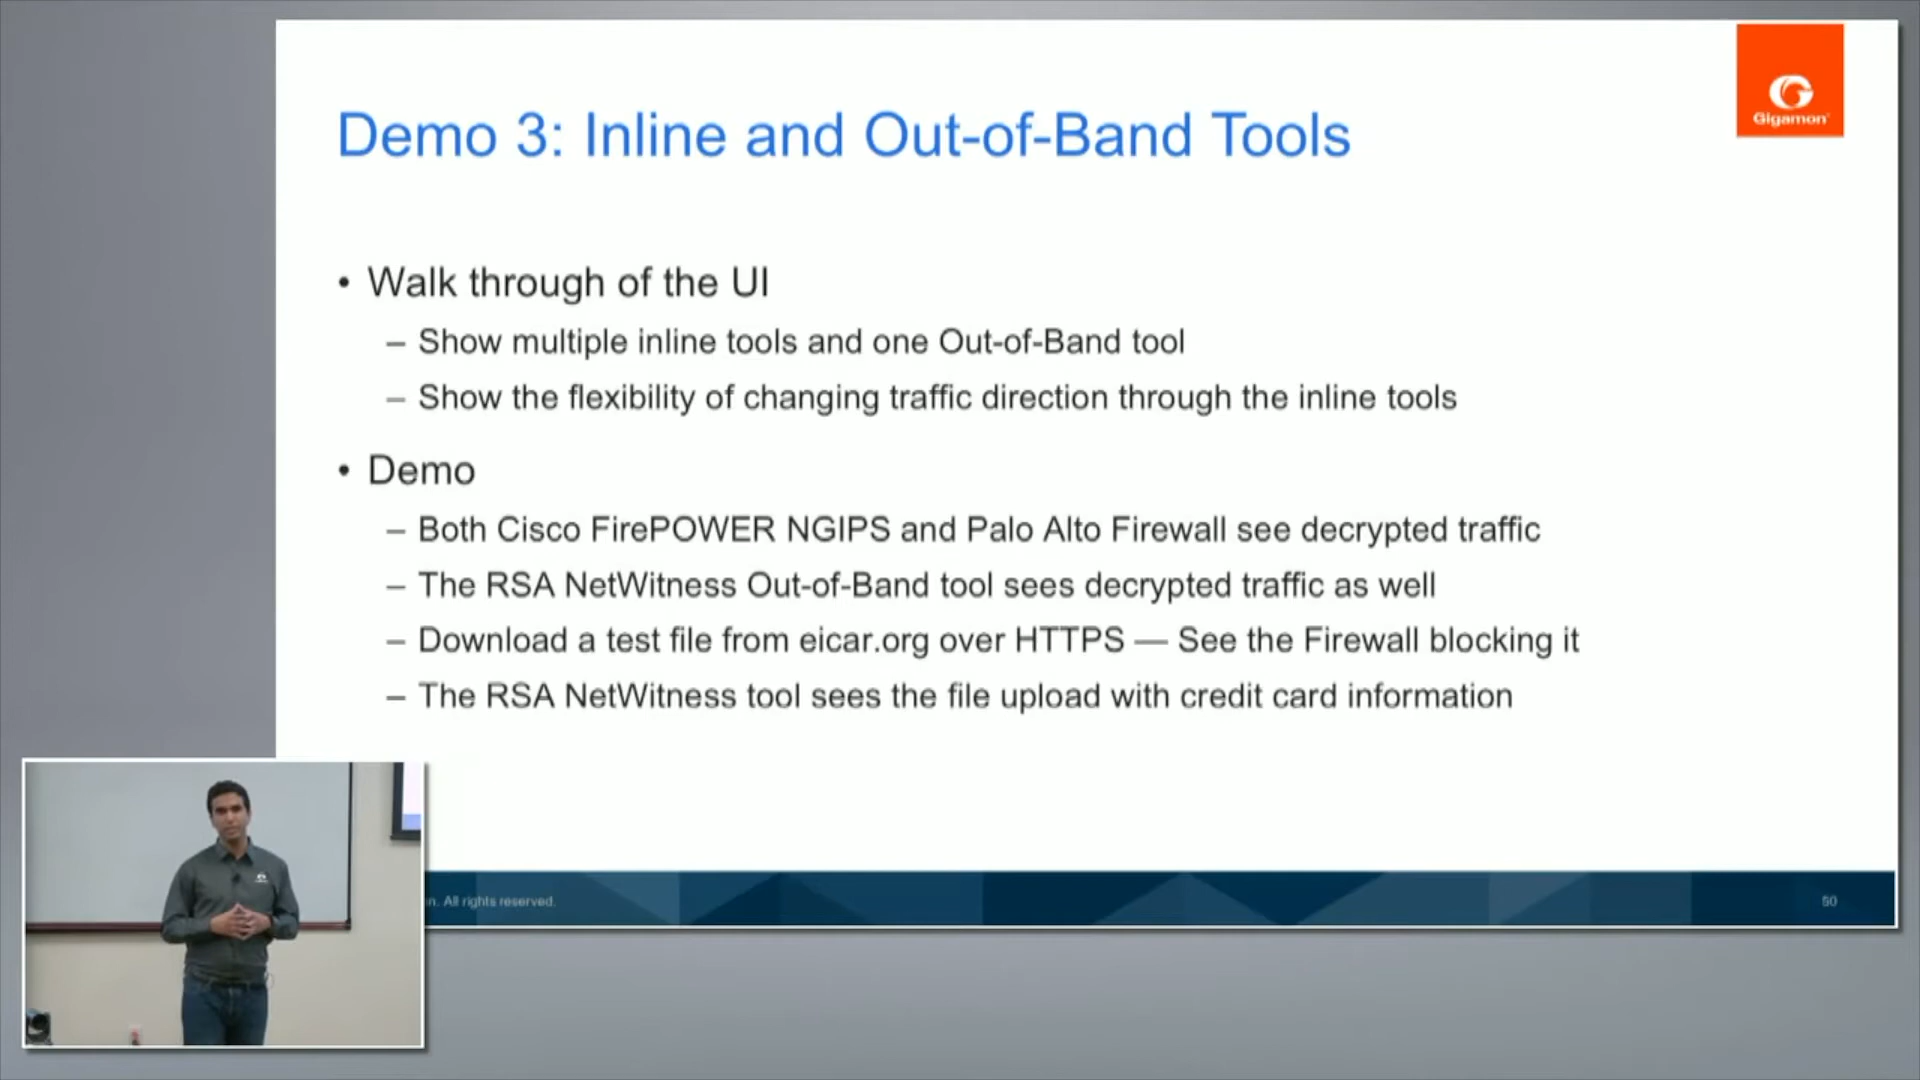 Gigamon®
Demo 3: Inline and Out-of-Band Tools
• Walk through of the UI
– Show multiple inline tools and one Out-of-Band tool
– Show the flexibility of changing traffic direction through the inline tools
• Demo
– Both Cisco FirePOWER NGIPS and Palo Alto Firewall see decrypted traffic
– The RSA NetWitness Out-of-Band tool sees decrypted traffic as well
– Download a test file from eicar.org over HTTPS — See the Firewall blocking it
– The RSA NetWitness tool sees the file upload with credit card information
n. All rights reserved.